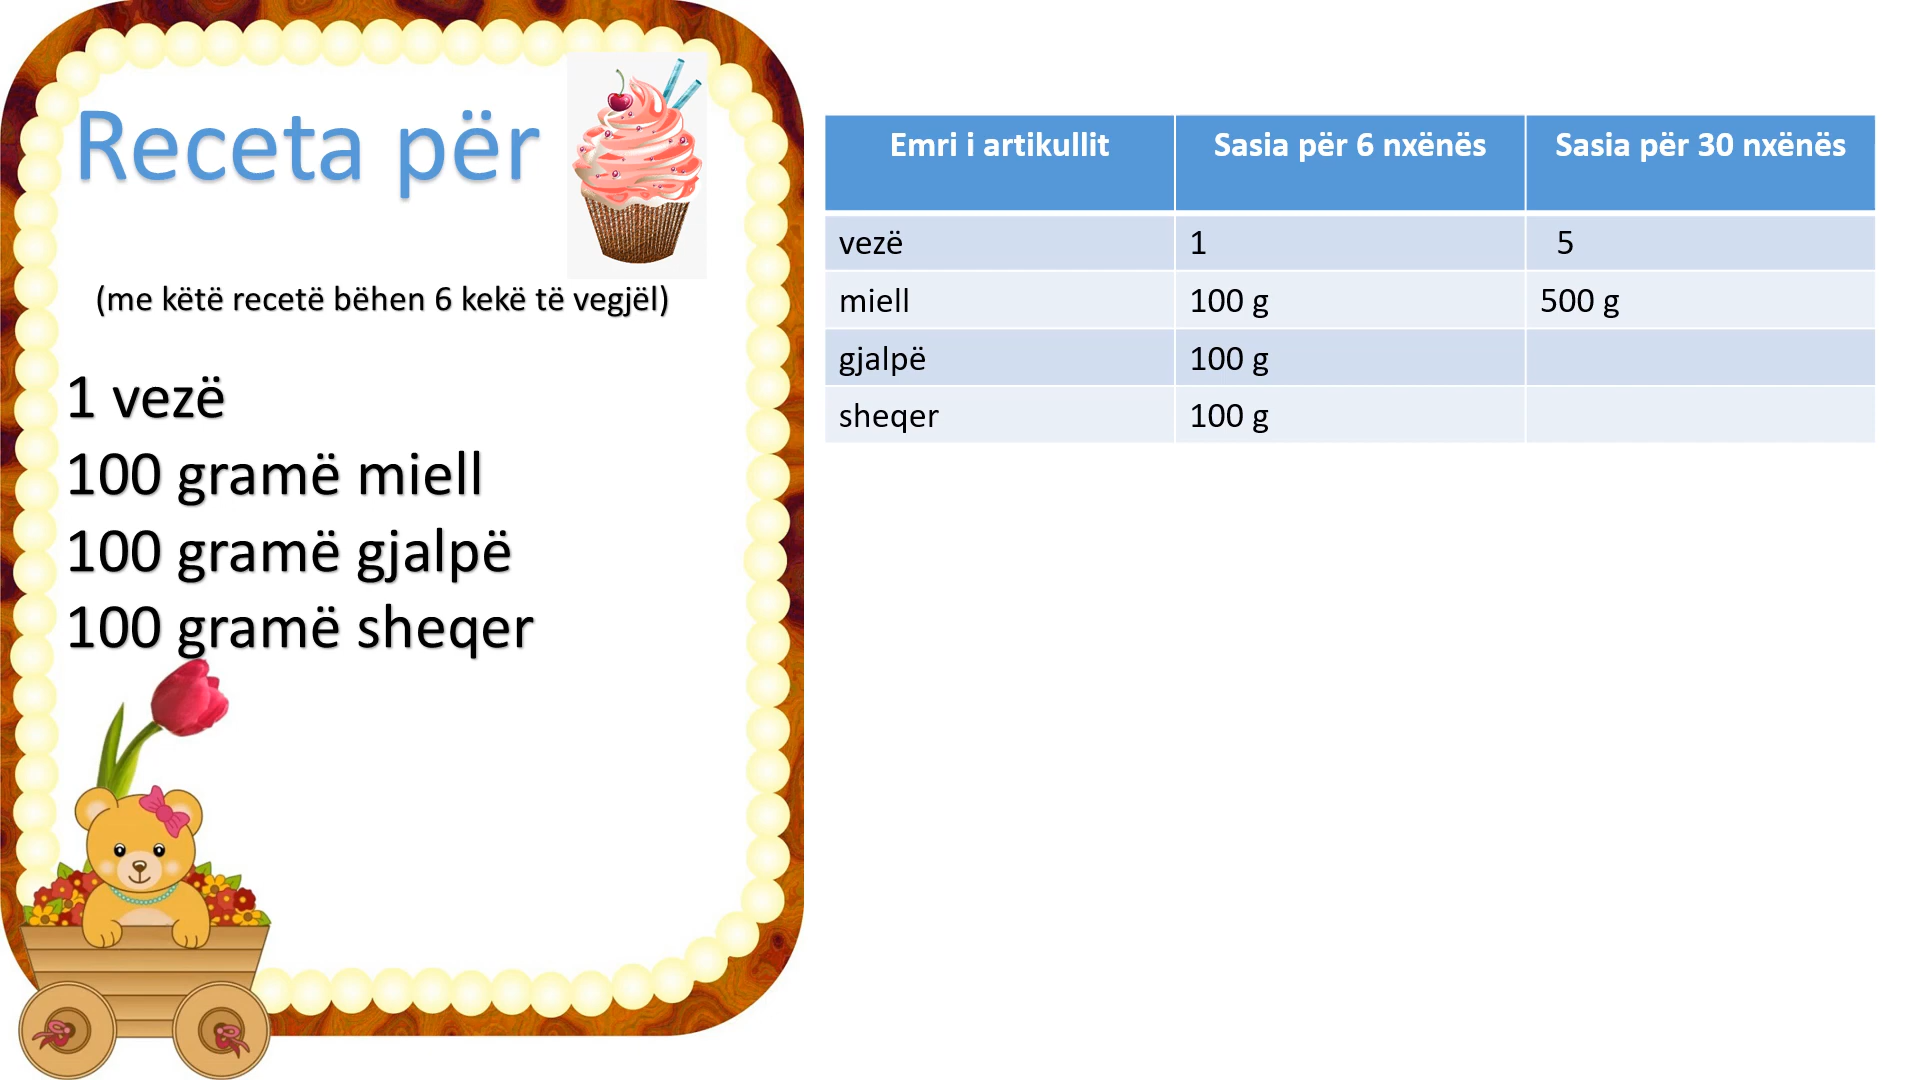 Receta për
(me këtë recetë bëhen 6 kekë të vegjël)
1 vezë
100 gramë miell
100 gramë gjalpë
100 gramë sheqer
Emri i artikullit Sasia për 6 nxënës Sasia për 30 nxënës
vezë 1 5
miell 100 g 500 g
gjalpë 100 g
sheqer 100 g